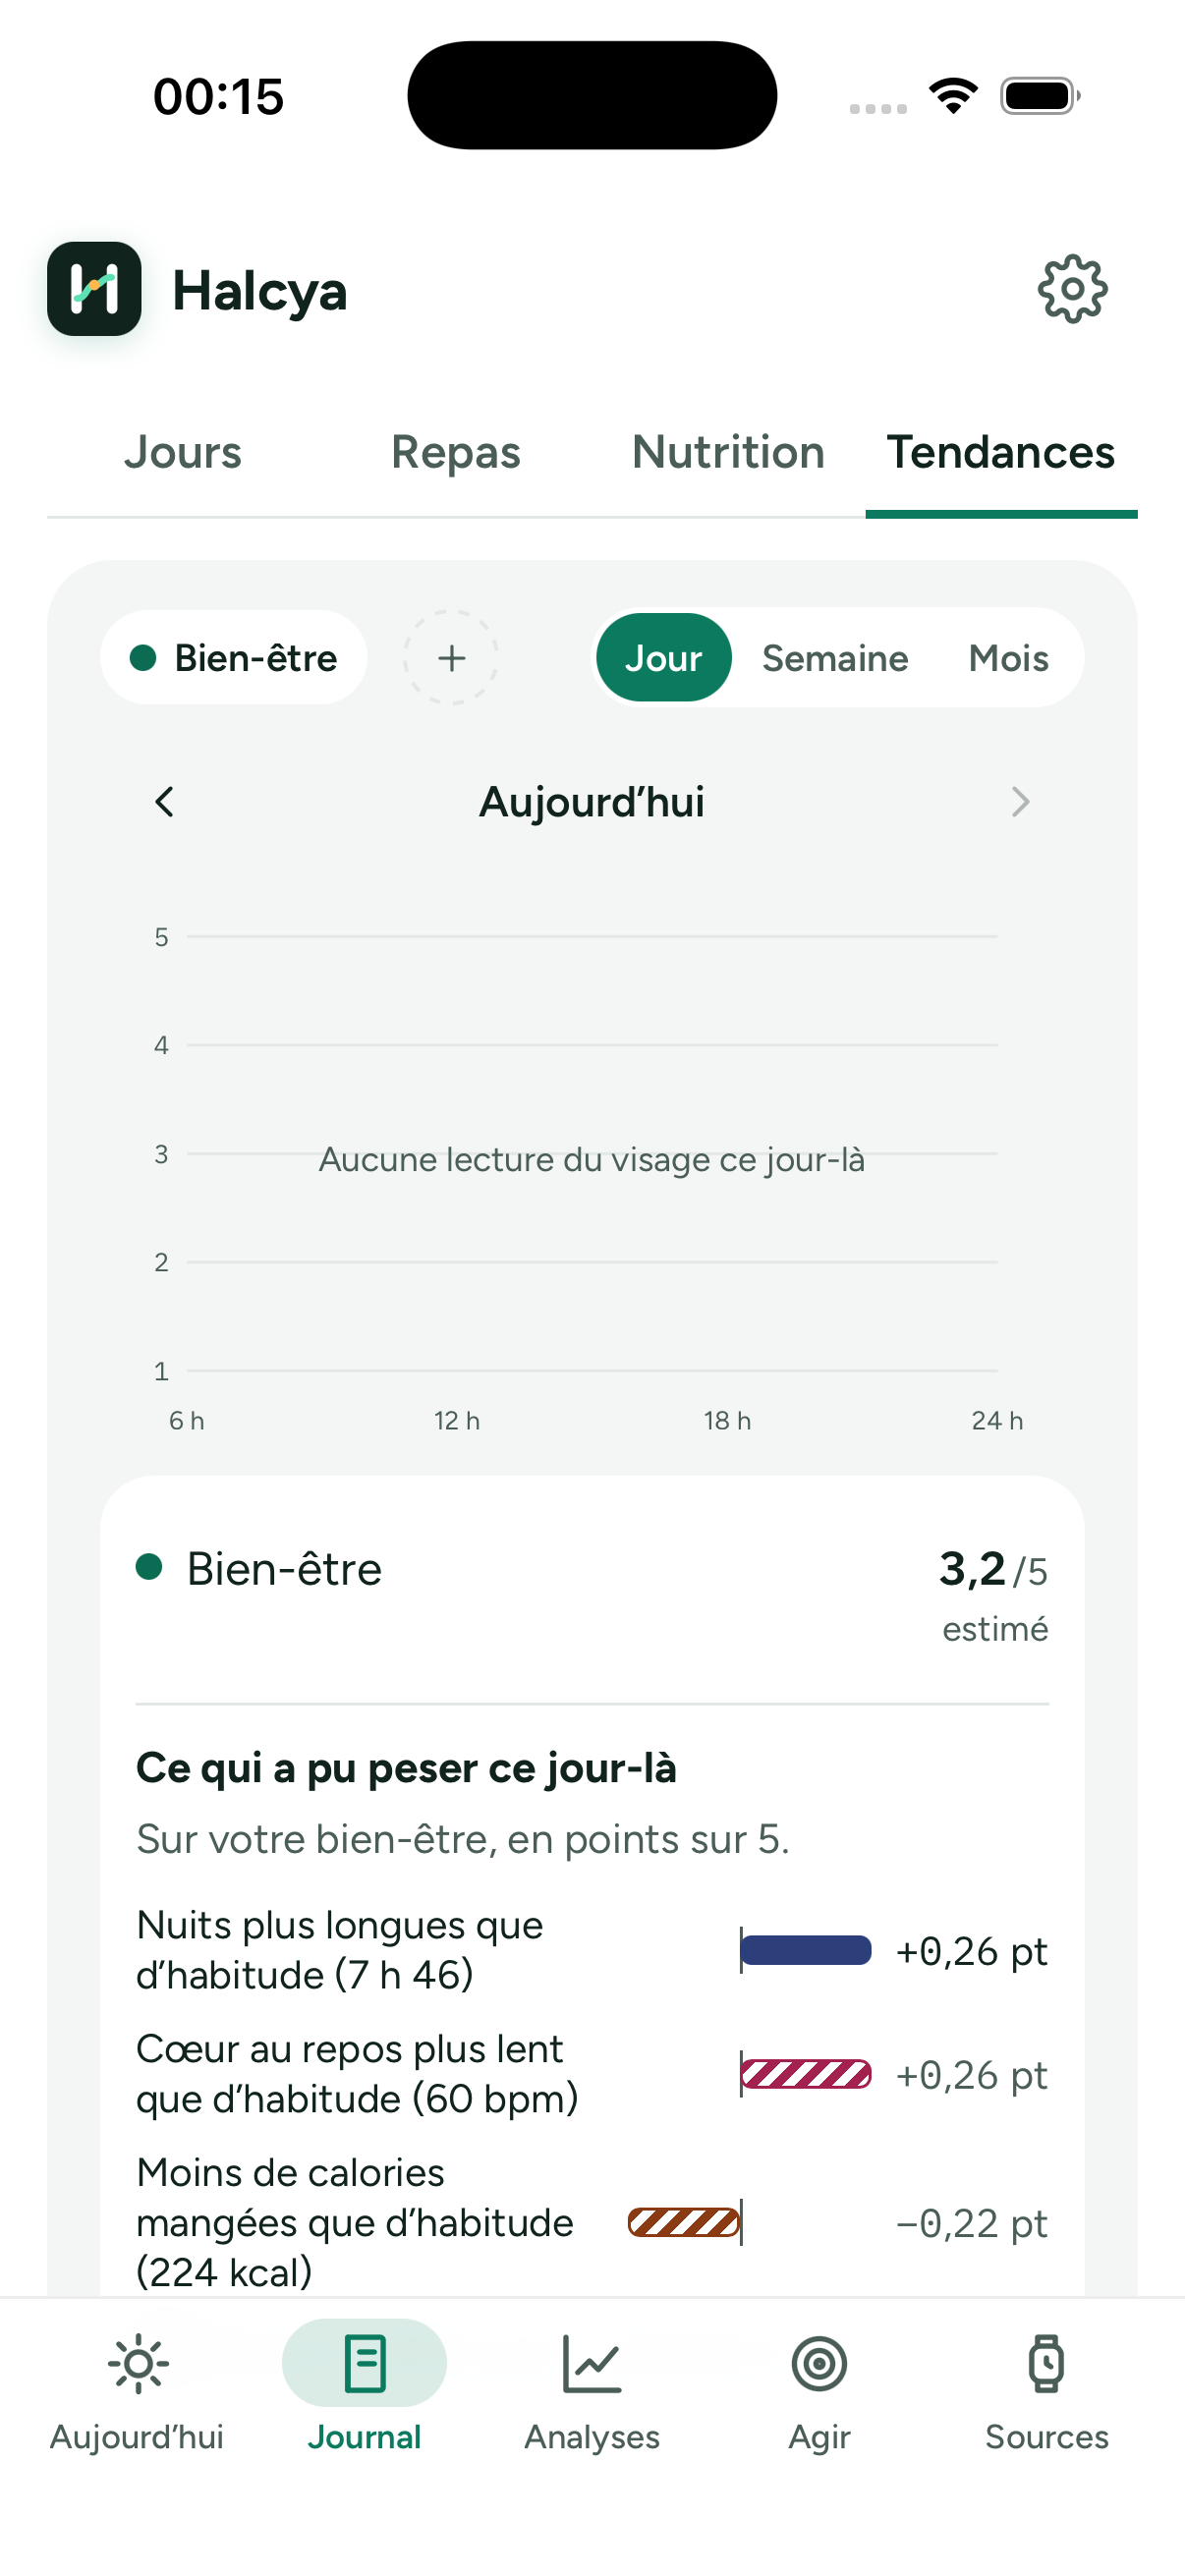 00:15
Halcya
Jours Repas Nutrition Tendances
Bien-être + Jour Semaine Mois
Aujourd’hui
5
4
3
Aucune lecture du visage ce jour-là
2
1
6 h 12 h 18 h 24 h
Bien-être 3,2 /5
estimé
Ce qui a pu peser ce jour-là
Sur votre bien-être, en points sur 5.
Nuits plus longues que
d’habitude (7 h 46) +0,26 pt
Cœur au repos plus lent
que d’habitude (60 bpm) +0,26 pt
Moins de calories
mangées que d’habitude −0,22 pt
(224 kcal)
Aujourd’hui Journal Analyses Agir Sources